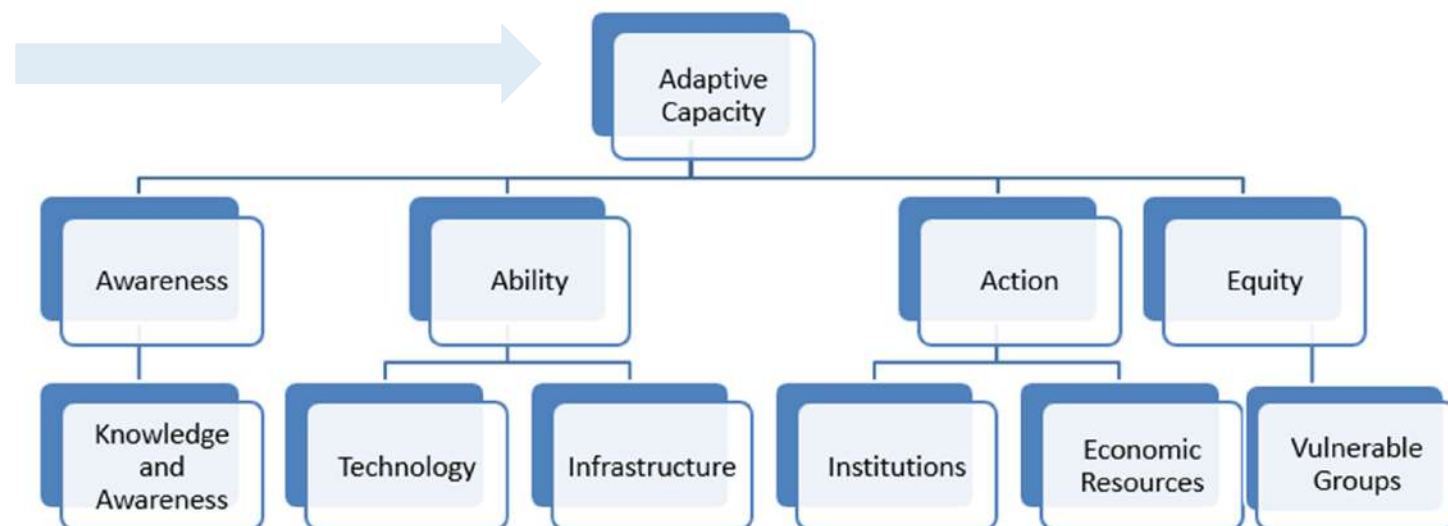 Adaptive
Capacity
Awareness
Ability
Action
Equity
Knowledge
and
Awareness
Technology
Infrastructure
Institutions
Economic
Resources
Vulnerable
Groups